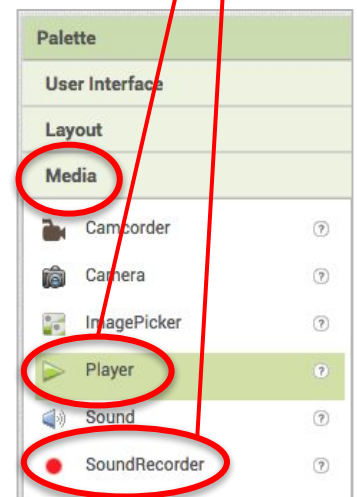 Palette
User Interface
Layout
Media
Camcorder ?
Camera ?
ImagePicker ?
Player ?
Sound ?
SoundRecorder ?